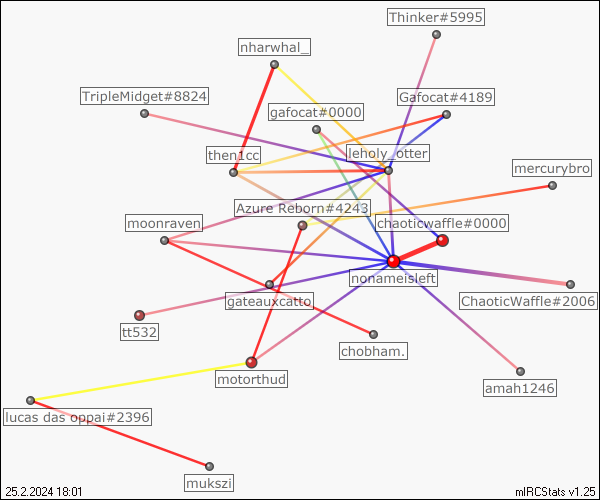 Thinker#5995
nharwhal_
TripleMidget#8824
Gafocat#4189
gafocat#0000
then1cc
leholy_otter
mercurybro
Azure Reborn#4243
moonraven
chaoticwaffle#0000
nonameisleft
gateauxcatto
ChaoticWaffle#2006
tt532
chobham.
motorthud
amah1246
lucas das oppai#2396
mukszi
25.2.2024 18:01
mIRCStats v1.25